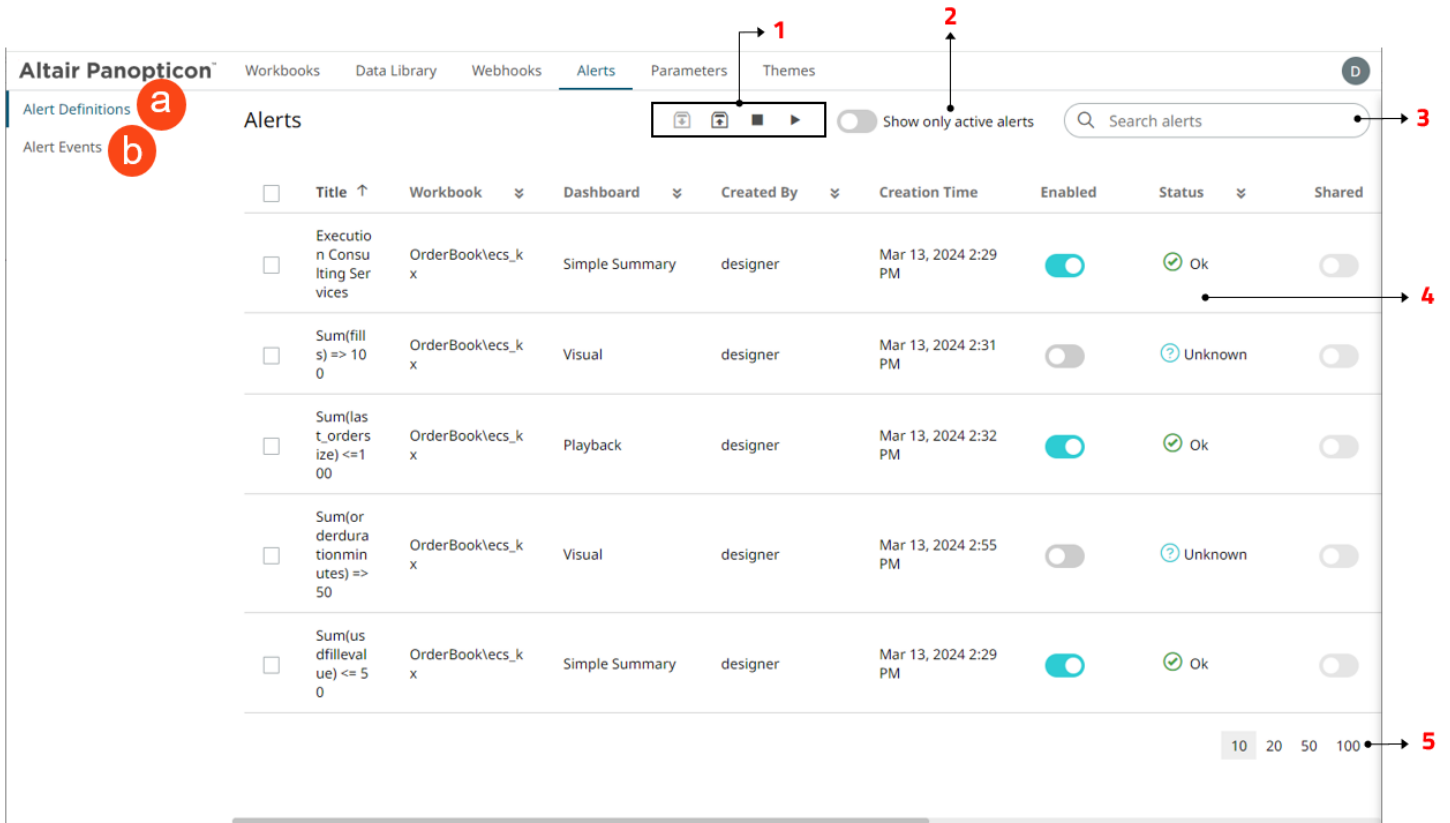 1
2
Altair Panopticon™
Workbooks Data Library Webhooks Alerts Parameters Themes
D
Alert Definitions
a
Alert Events
b
Alerts
Show only active alerts
Search alerts
3
Title Workbook Dashboard Created By Creation Time Enabled Status Shared
Executio
n Consu
lting Ser
vices
OrderBook\ecs_k
x
Simple Summary
designer
Mar 13, 2024 2:29
PM
Ok
4
Sum(fill
s) => 10
0
OrderBook\ecs_k
x
Visual
designer
Mar 13, 2024 2:31
PM
Unknown
Sum(las
t_orders
ize) <=1
00
OrderBook\ecs_k
x
Playback
designer
Mar 13, 2024 2:32
PM
Ok
Sum(or
derdura
tionmin
utes) =>
50
OrderBook\ecs_k
x
Visual
designer
Mar 13, 2024 2:55
PM
Unknown
Sum(us
dfilleval
ue) <= 5
0
OrderBook\ecs_k
x
Simple Summary
designer
Mar 13, 2024 2:29
PM
Ok
10 20 50 100
5